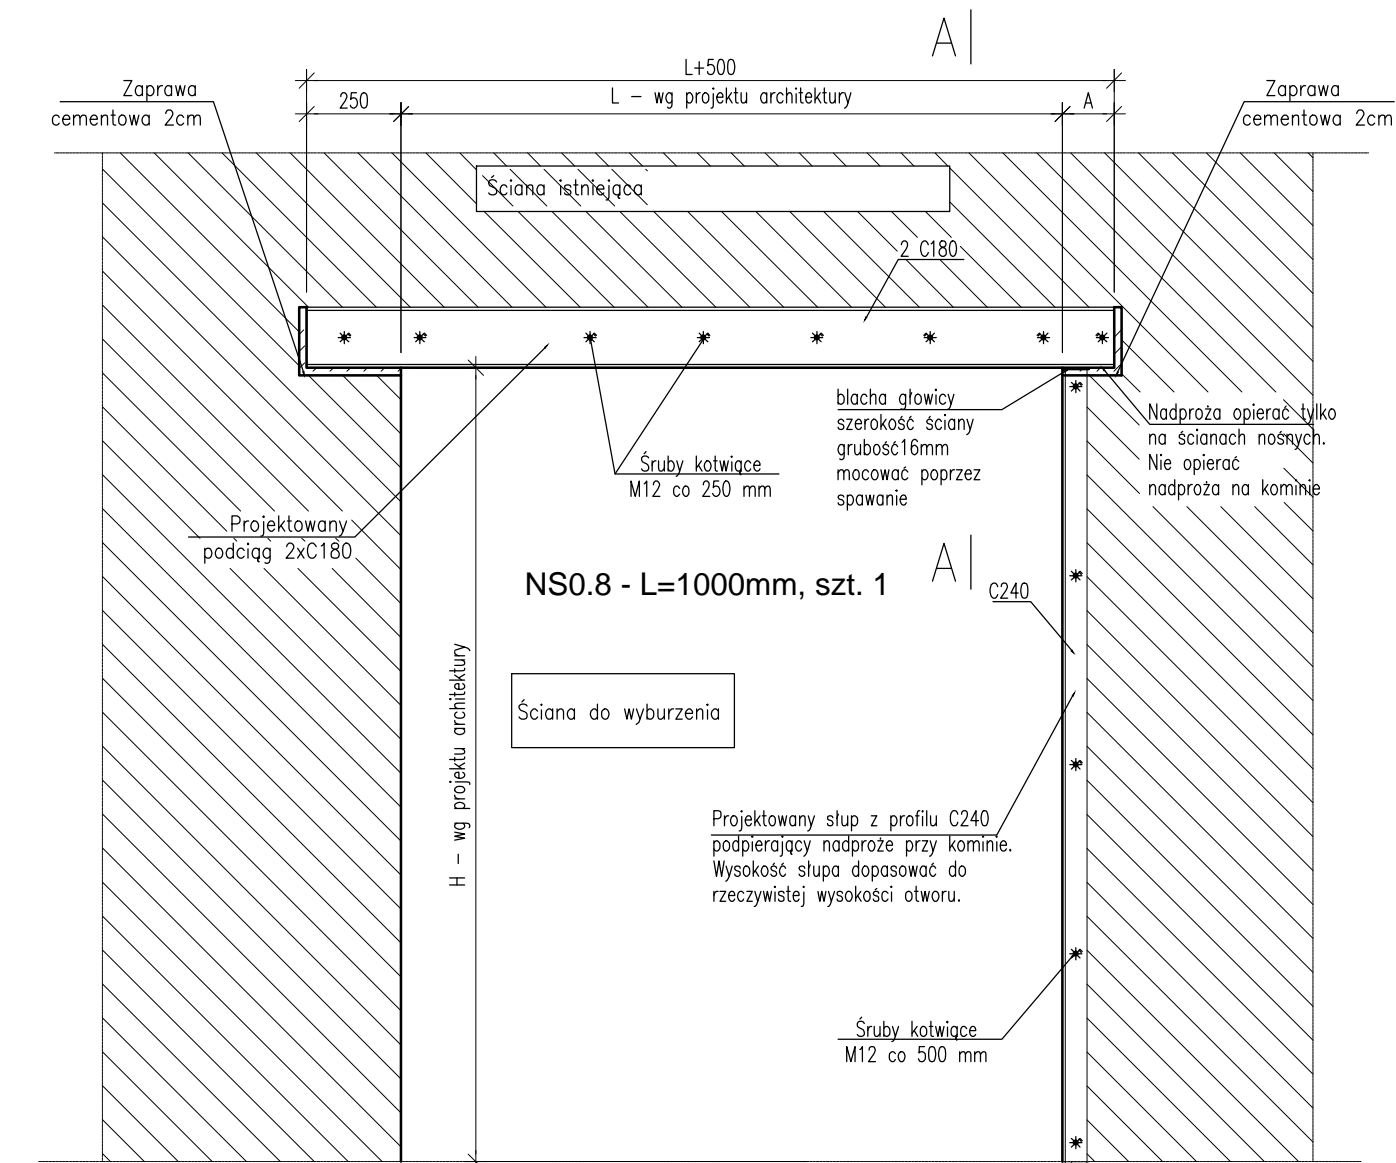 A
L+500
250
L – wg projektu architektury
A
Zaprawa
cementowa 2cm
Zaprawa
cementowa 2cm
Ściana istniejąca
2 C180
blacha głowicy
szerokość ściany
grubość16mm
mocować poprzez
spawanie
Nadproża opierać tylko
na ścianach nośnych.
Nie opierać
nadproża na kominie
Śruby kotwiące
M12 co 250 mm
Projektowany
podciąg 2xC180
A
NS0.8 - L=1000mm, szt. 1
C240
H – wg projektu architektury
Ściana do wyburzenia
Projektowany słup z profilu C240
podpierający nadproże przy kominie.
Wysokość słupa dopasować do
rzeczywistej wysokości otworu.
Śruby kotwiące
M12 co 500 mm